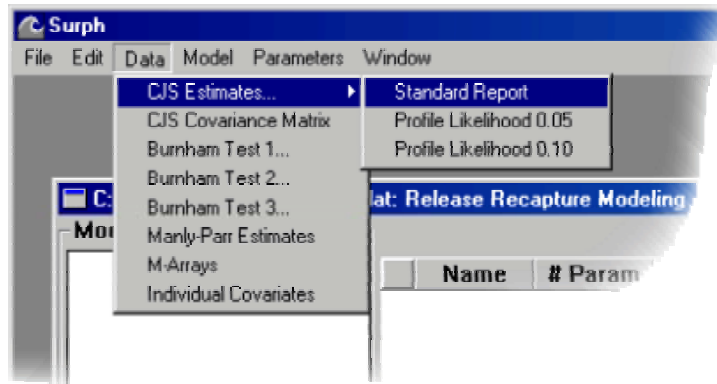 Surph
File Edit Data Model Parameters Window
CJS Estimates...
CJS Covariance Matrix
Burnham Test 1...
Burnham Test 2...
Burnham Test 3...
Manly-Parr Estimates
M-Arrays
Individual Covariates
Standard Report
Profile Likelihood 0.05
Profile Likelihood 0.10
C: lat: Release Recapture Modeling
Name # Param